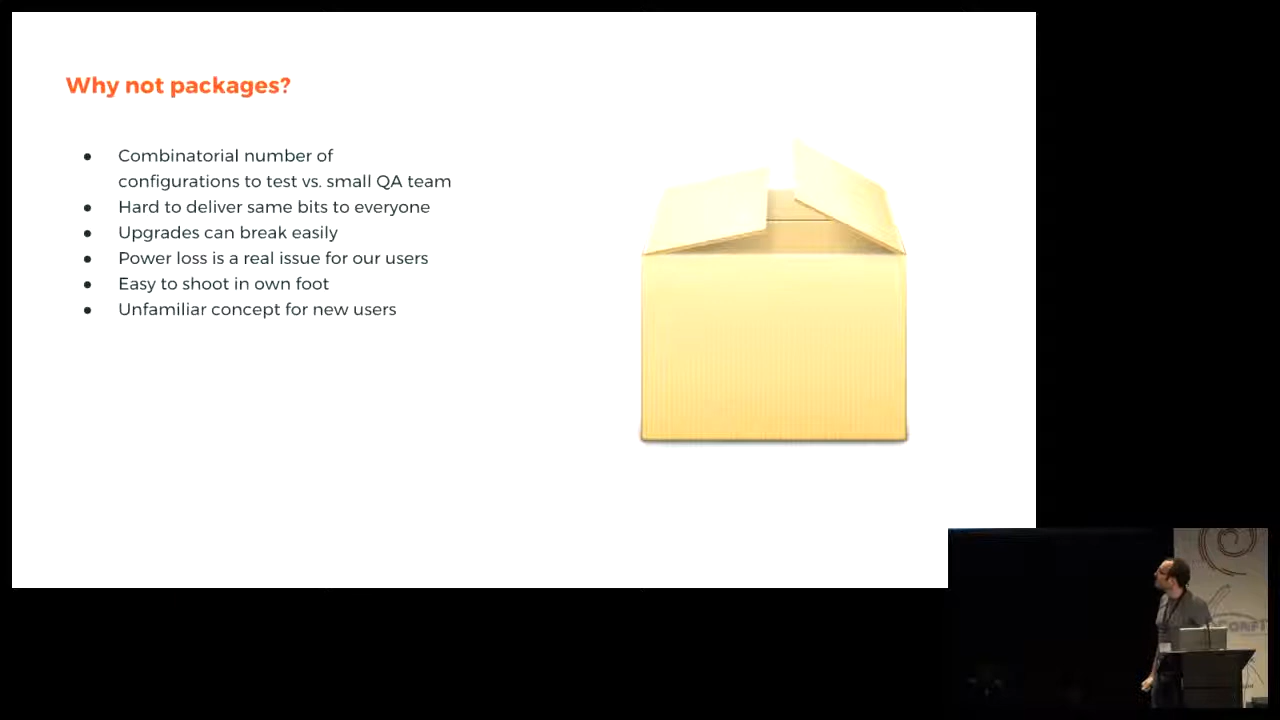 Why not packages?
● Combinatorial number of
configurations to test vs. small QA team
● Hard to deliver same bits to everyone
● Upgrades can break easily
● Power loss is a real issue for our users
● Easy to shoot in own foot
● Unfamiliar concept for new users